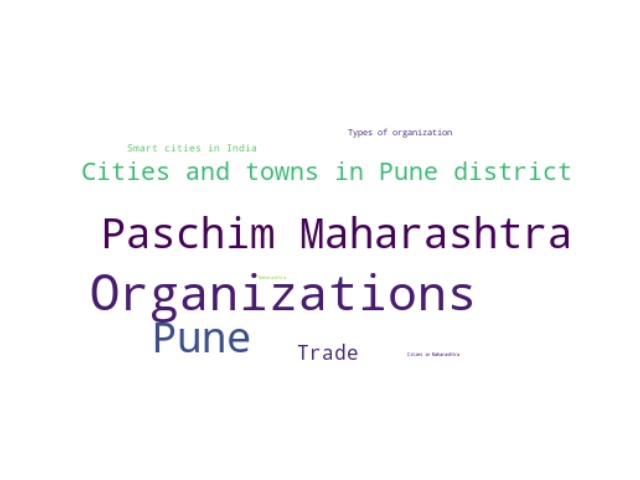 Types of organization
Smart cities in India
Cities and towns in Pune district
Paschim Maharashtra
Maharashtra
Organizations
Pune
Trade
Cities in Maharashtra